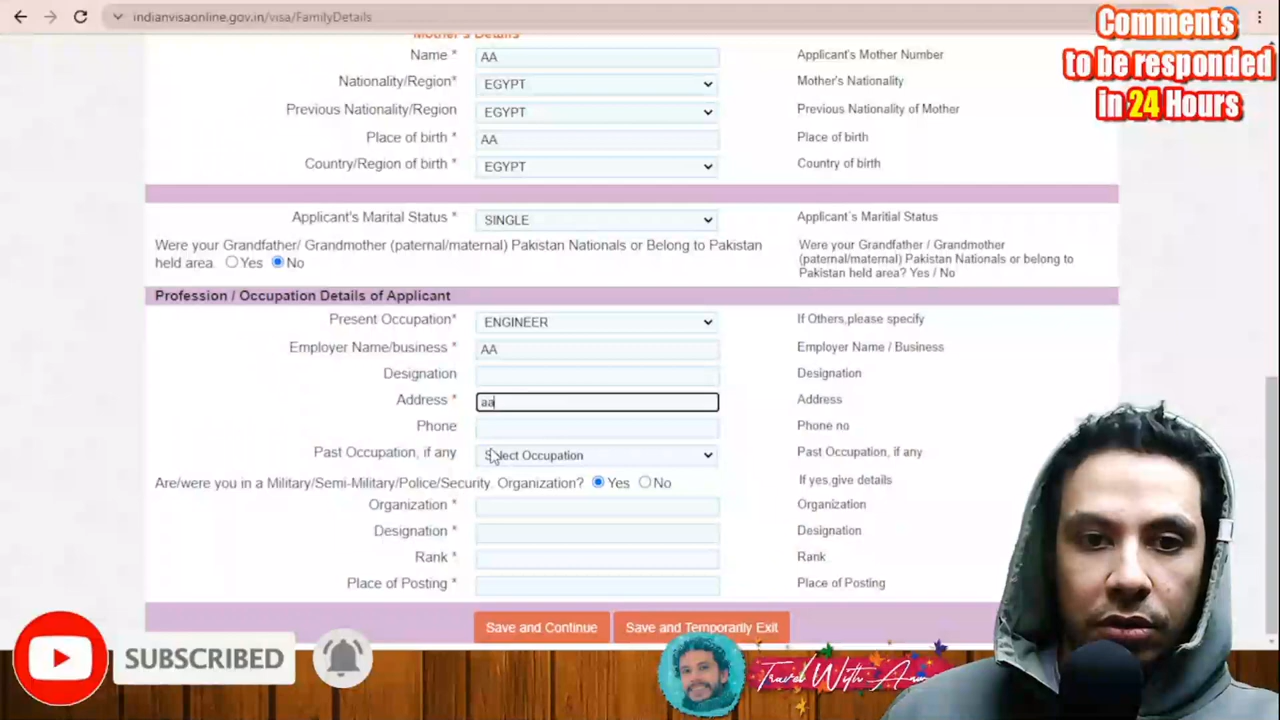 indianvisaonline.gov.in/visa/FamilyDetails
Comments
to be responded
in 24 Hours
Mother's Details
Name * AA Applicant's Mother Number
Nationality/Region* EGYPT Mother's Nationality
Previous Nationality/Region EGYPT Previous Nationality of Mother
Place of birth * AA Place of birth
Country/Region of birth * EGYPT Country of birth
Applicant's Marital Status * SINGLE Applicant`s Maritial Status
Were your Grandfather/ Grandmother (paternal/maternal) Pakistan Nationals or Belong to Pakistan
held area. Yes No
Were your Grandfather / Grandmother
(paternal/maternal) Pakistan Nationals or belong to
Pakistan held area? Yes / No
Profession / Occupation Details of Applicant
Present Occupation* ENGINEER If Others,please specify
Employer Name/business * AA Employer Name / Business
Designation Designation
Address * aa Address
Phone Phone no
Past Occupation, if any Select Occupation Past Occupation, if any
Are/were you in a Military/Semi-Military/Police/Security. Organization? Yes No If yes,give details
Organization * Organization
Designation * Designation
Rank * Rank
Place of Posting * Place of Posting
Save and Continue Save and Temporarily Exit
SUBSCRIBED
Travel With